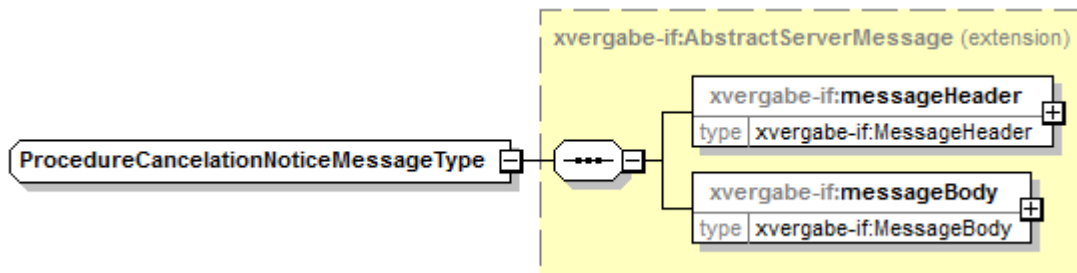 xvergabe-if:AbstractServerMessage (extension)
xvergabe-if:messageHeader
type xvergabe-if:MessageHeader
ProcedureCancelationNoticeMessageType
xvergabe-if:messageBody
type xvergabe-if:MessageBody